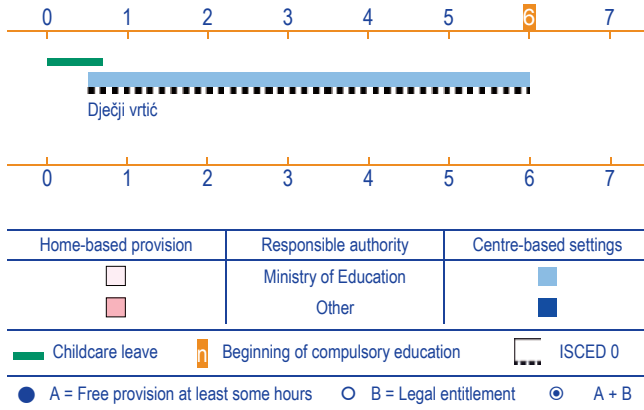 0 1 2 3 4 5 6 7
Dječji vrtić
0 1 2 3 4 5 6 7
Home-based provision Responsible authority Centre-based settings
Ministry of Education
Other
Childcare leave n Beginning of compulsory education ISCED 0
A = Free provision at least some hours B = Legal entitlement A + B